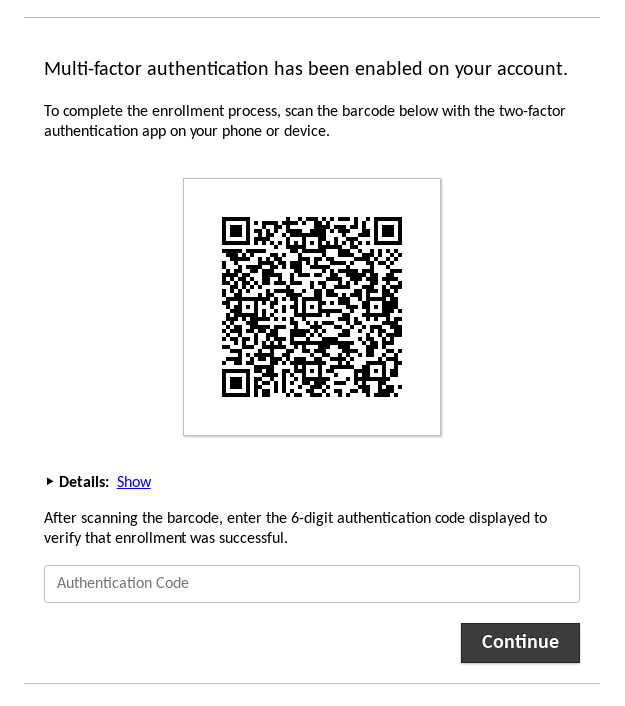 Multi-factor authentication has been enabled on your account.
To complete the enrollment process, scan the barcode below with the two-factor
authentication app on your phone or device.
Details: Show
After scanning the barcode, enter the 6-digit authentication code displayed to
verify that enrollment was successful.
Authentication Code
Continue